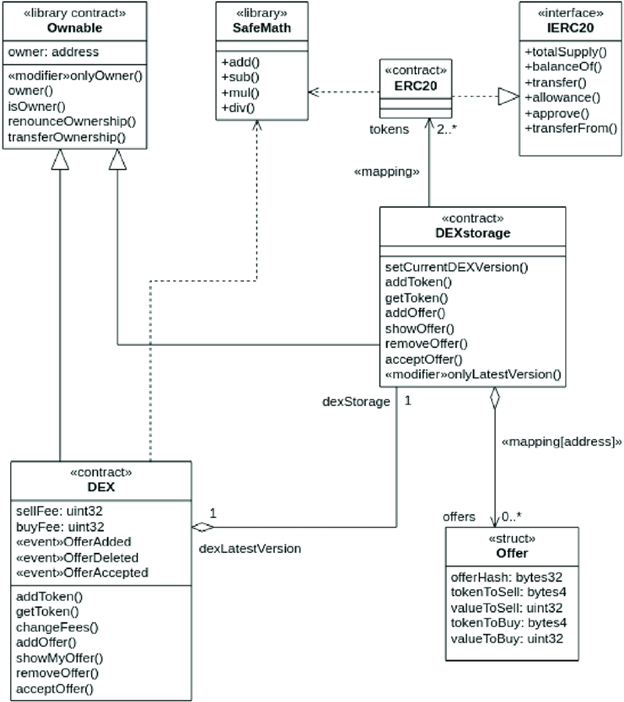 «library contract»
Ownable
owner: address
«modifier»onlyOwner()
owner()
isOwner()
renounceOwnership()
transferOwnership()
«library»
SafeMath
+add()
+sub()
+mul()
+div()
«contract»
ERC20
«interface»
IERC20
+totalSupply()
+balanceOf()
+transfer()
+allowance()
+approve()
+transferFrom()
tokens
2..*
«mapping»
«contract»
DEXstorage
setCurrentDEXVersion()
addToken()
getToken()
addOffer()
showOffer()
removeOffer()
acceptOffer()
«modifier»onlyLatestVersion()
dexStorage
1
«mapping[address]»
«contract»
DEX
sellFee: uint32
buyFee: uint32
«event»OfferAdded
«event»OfferDeleted
«event»OfferAccepted
addToken()
getToken()
changeFees()
addOffer()
showMyOffer()
removeOffer()
acceptOffer()
1
dexLatestVersion
offers
0..*
«struct»
Offer
offerHash: bytes32
tokenToSell: bytes4
valueToSell: uint32
tokenToBuy: bytes4
valueToBuy: uint32